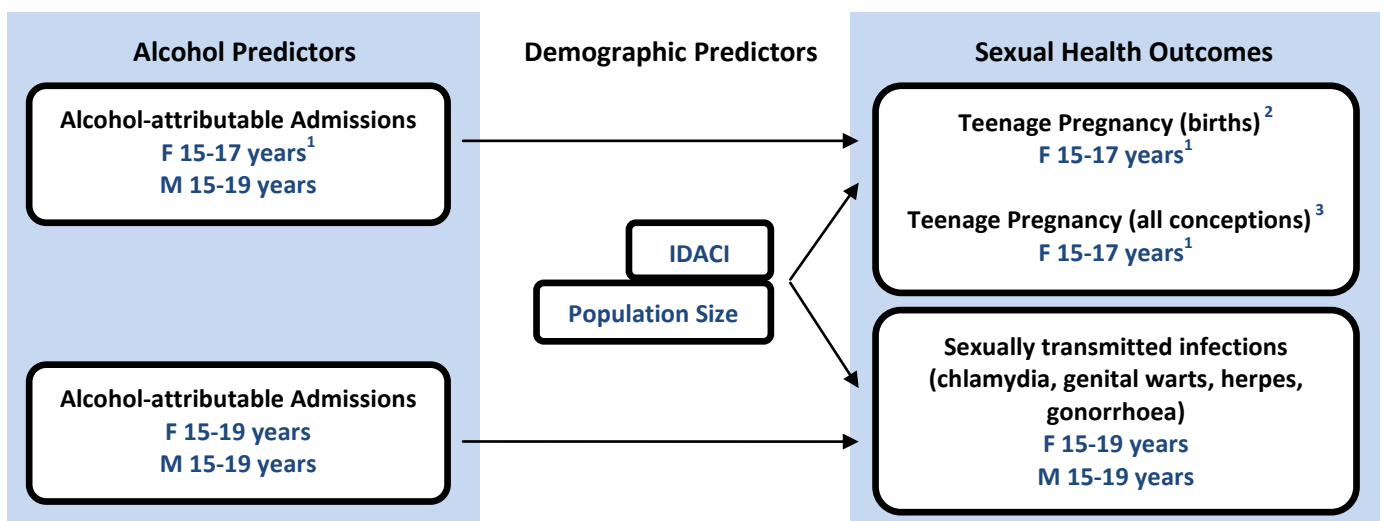 Alcohol Predictors
Alcohol-attributable Admissions
F 15-17 years¹
M 15-19 years
Alcohol-attributable Admissions
F 15-19 years
M 15-19 years
Demographic Predictors
IDACI
Population Size
Sexual Health Outcomes
Teenage Pregnancy (births) ²
F 15-17 years¹
Teenage Pregnancy (all conceptions) ³
F 15-17 years¹
Sexually transmitted infections
(chlamydia, genital warts, herpes,
gonorrhoea)
F 15-19 years
M 15-19 years